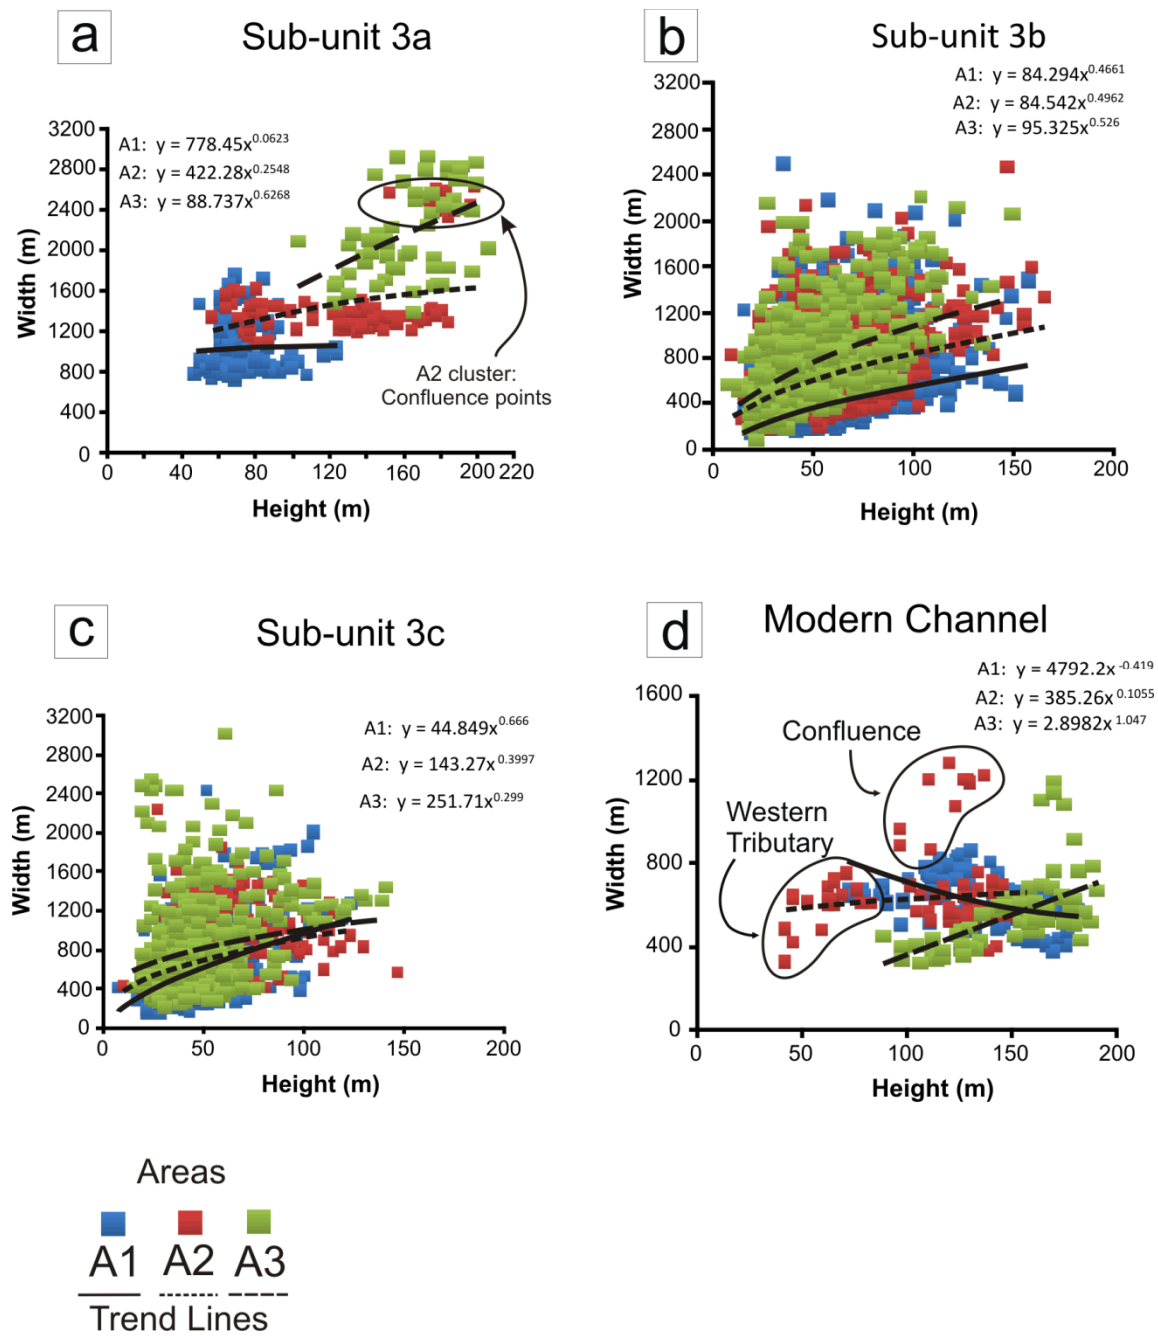 a
Sub-unit 3a
A1: y = 778.45x^0.0623
A2: y = 422.28x^0.2548
A3: y = 88.737x^0.6268
3200
2800
2400
2000
1600
1200
800
400
0
Width (m)
A2 cluster:
Confluence points
0 40 80 120 160 200 220
Height (m)
b
Sub-unit 3b
A1: y = 84.294x^0.4661
A2: y = 84.542x^0.4962
A3: y = 95.325x^0.526
3200
2800
2400
2000
1600
1200
800
400
0
Width (m)
0 50 100 150 200
Height (m)
c
Sub-unit 3c
A1: y = 44.849x^0.666
A2: y = 143.27x^0.3997
A3: y = 251.71x^0.299
3200
2800
2400
2000
1600
1200
800
400
0
Width (m)
0 50 100 150 200
Height (m)
d
Modern Channel
A1: y = 4792.2x^-0.419
A2: y = 385.26x^0.1055
A3: y = 2.8982x^1.047
1600
1200
800
400
0
Width (m)
Confluence
Western
Tributary
0 50 100 150 200
Height (m)
Areas
A1 A2 A3
Trend Lines